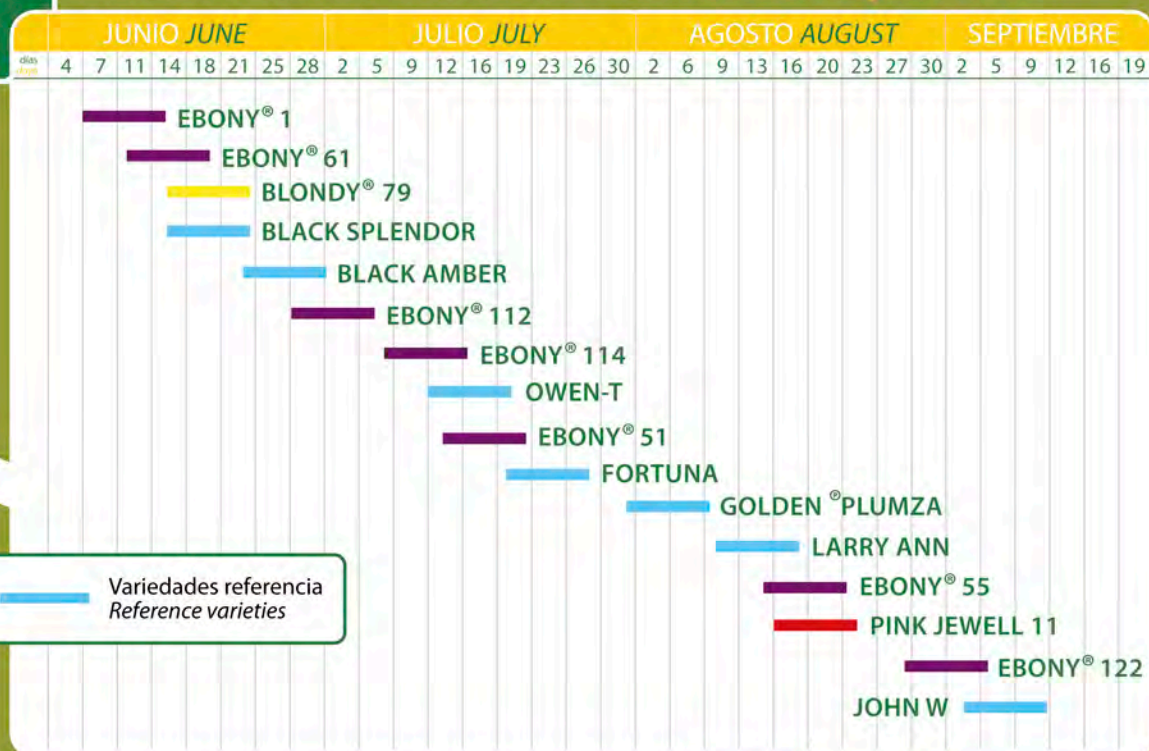 JUNIO JUNE JULIO JULY AGOSTO AUGUST SEPTIEMBRE
días 4 7 11 14 18 21 25 28 2 5 9 12 16 19 23 26 30 2 6 9 13 16 20 23 27 30 2 5 9 12 16 19
EBONY® 1
EBONY® 61
BLONDY® 79
BLACK SPLENDOR
BLACK AMBER
EBONY® 112
EBONY® 114
OWEN-T
EBONY® 51
FORTUNA
GOLDEN ®PLUMZA
LARRY ANN
EBONY® 55
PINK JEWELL 11
EBONY® 122
JOHN W
Variedades referencia
Reference varieties